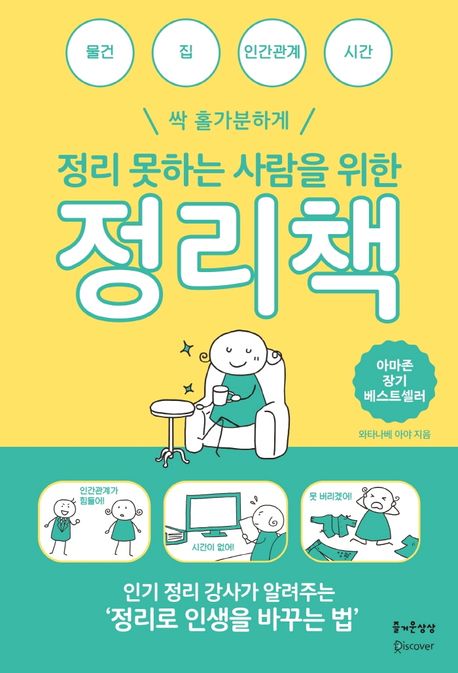 물건
집
인간관계
시간
싹 홀가분하게
정리 못하는 사람을 위한
정리책
아마존
장기
베스트셀러
와타나베 아야 지음
인간관계가
힘들어!
시간이 없어!
못 버리겠어!
인기 정리 강사가 알려주는
‘정리로 인생을 바꾸는 법’
즐거운상상
Discover